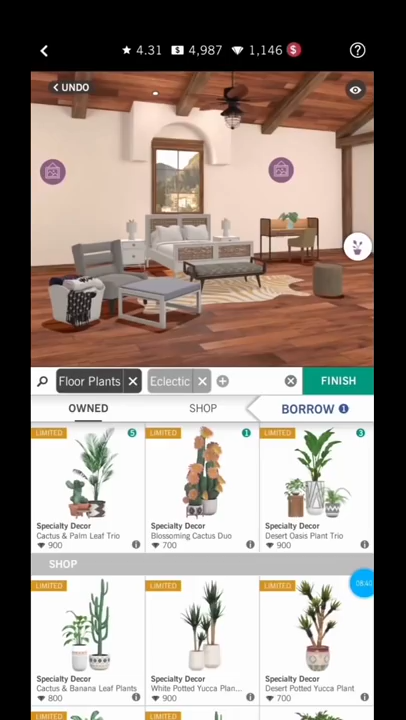 4.31 $ 4,987 1,146 $ ?
UNDO
Floor Plants X Eclectic X
FINISH
OWNED SHOP BORROW 1
LIMITED 5 LIMITED 1 LIMITED 3
Specialty Decor Specialty Decor Specialty Decor
Cactus & Palm Leaf Trio Blossoming Cactus Duo Desert Oasis Plant Trio
900 700 900
SHOP
LIMITED LIMITED LIMITED
08:40
Specialty Decor Specialty Decor Specialty Decor
Cactus & Banana Leaf Plants White Potted Yucca Plan... Desert Potted Yucca Plant
800 900 700